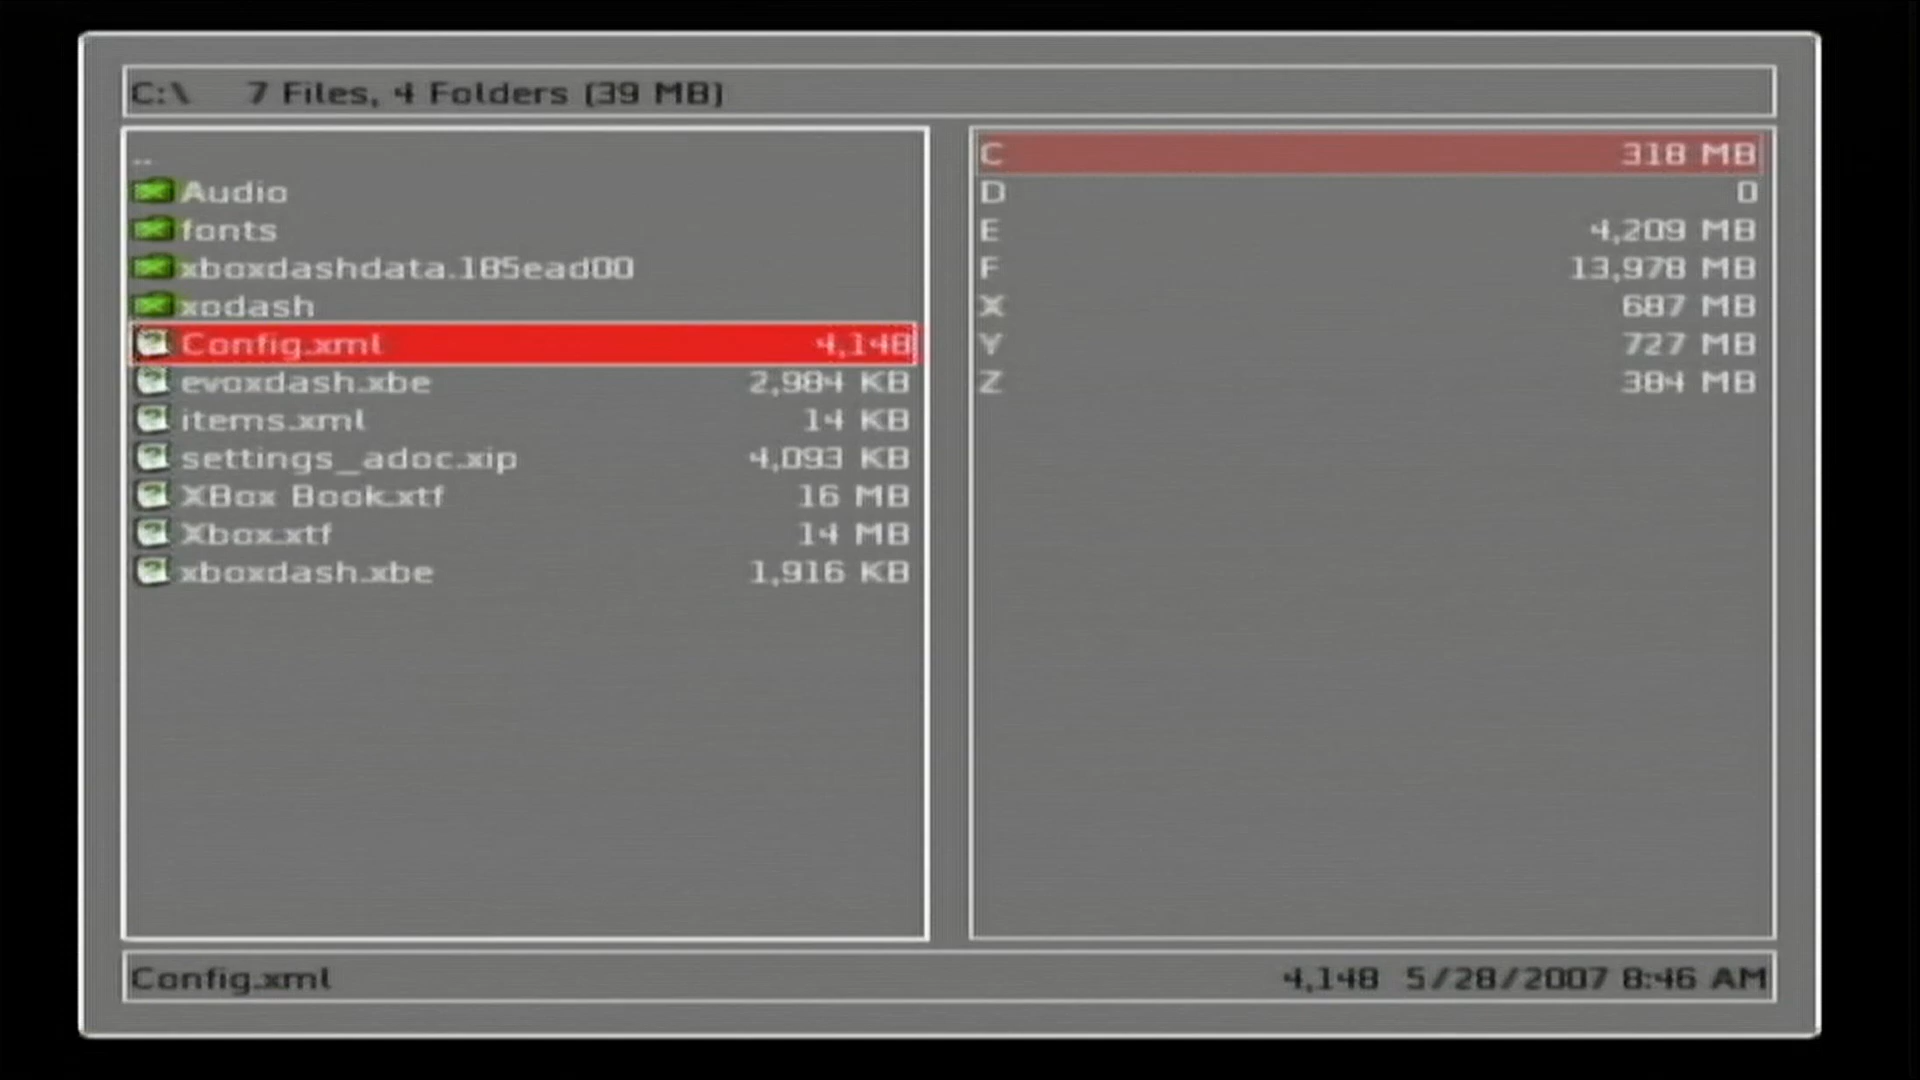 C:\ 7 Files, 4 Folders (39 MB)
..
Audio
fonts
xboxdashdata.185ead00
xodash
Config.xml 4,148
evoxdash.xbe 2,984 KB
items.xml 14 KB
settings_adoc.xip 4,093 KB
XBox Book.xtf 16 MB
Xbox.xtf 14 MB
xboxdash.xbe 1,916 KB
C 318 MB
D 0
E 4,209 MB
F 13,978 MB
X 687 MB
Y 727 MB
Z 384 MB
Config.xml 4,148 5/28/2007 8:46 AM